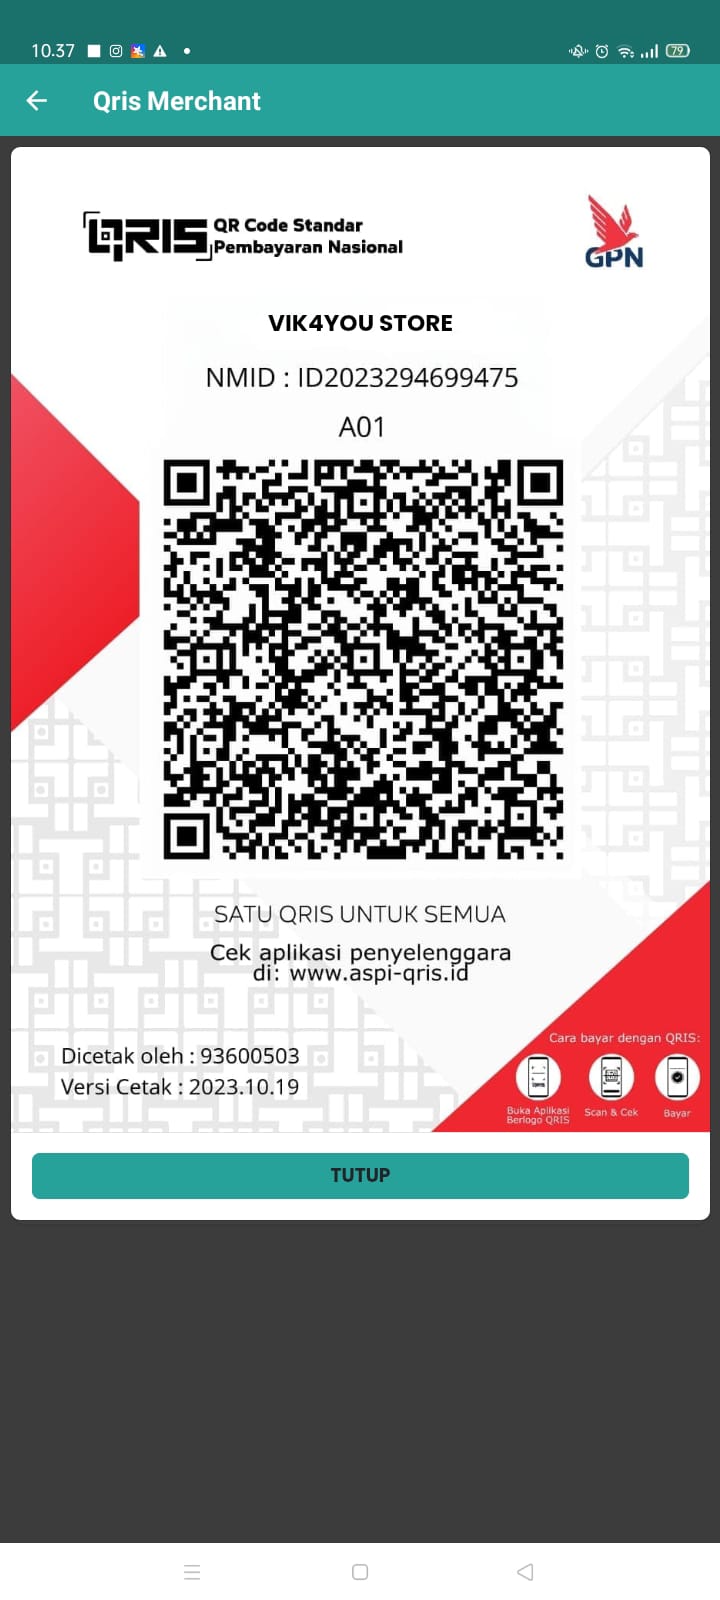 10.37
79
Qris Merchant
QRIS
QR Code Standar
Pembayaran Nasional
GPN
VIK4YOU STORE
NMID : ID2023294699475
A01
SATU QRIS UNTUK SEMUA
Cek aplikasi penyelenggara
di: www.aspi-qris.id
Dicetak oleh : 93600503
Versi Cetak : 2023.10.19
Cara bayar dengan QRIS:
Buka Aplikasi
Berlogo QRIS
Scan & Cek
Bayar
TUTUP